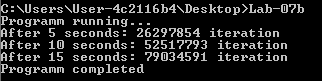 C:\Users\User-4c2116b4\Desktop>Lab-07b
Programm running...
After 5 seconds: 26297854 iteration
After 10 seconds: 52517793 iteration
After 15 seconds: 79034591 iteration
Programm completed